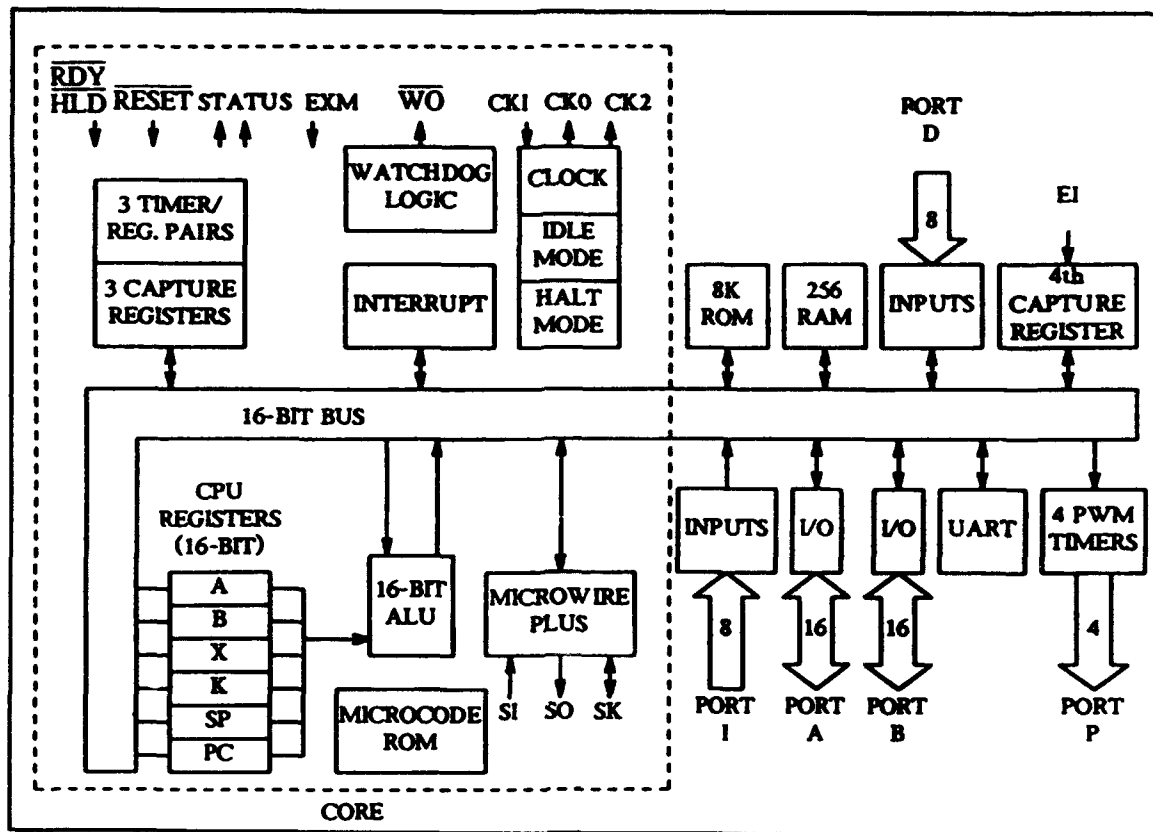 RDY
HLD RESET STATUS EXM WO CK1 CK0 CK2
PORT
D
WATCHDOG
LOGIC
CLOCK
IDLE
MODE
HALT
MODE
3 TIMER/
REG. PAIRS
3 CAPTURE
REGISTERS
INTERRUPT
8
EI
8K
ROM
256
RAM
INPUTS
4th
CAPTURE
REGISTER
16-BIT BUS
CPU
REGISTERS
(16-BIT)
A
B
X
K
SP
PC
16-BIT
ALU
MICROWIRE
PLUS
SI SO SK
MICROCODE
ROM
INPUTS
I/O
I/O
UART
4 PWM
TIMERS
8
16
16
4
PORT
I
PORT
A
PORT
B
PORT
P
CORE